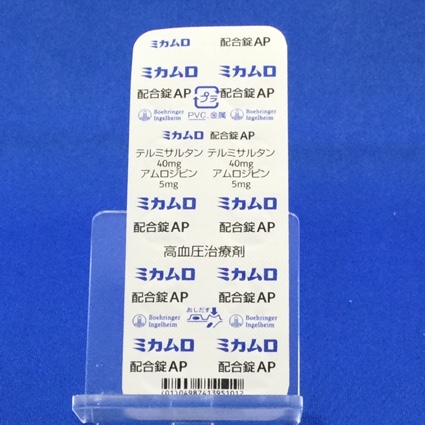 ミカムロ 配合錠AP
ミカムロ ミカムロ
配合錠AP プラ 配合錠AP
Boehringer Ingelheim PVC, 金属 Boehringer Ingelheim
ミカムロ 配合錠AP
テルミサルタン テルミサルタン
40mg 40mg
アムロジピン アムロジピン
5mg 5mg
ミカムロ ミカムロ
配合錠AP 配合錠AP
高血圧治療剤
ミカムロ ミカムロ
配合錠AP 配合錠AP
Boehringer Ingelheim おしだす Boehringer Ingelheim
ミカムロ ミカムロ
配合錠AP 配合錠AP
(01)04987413951012